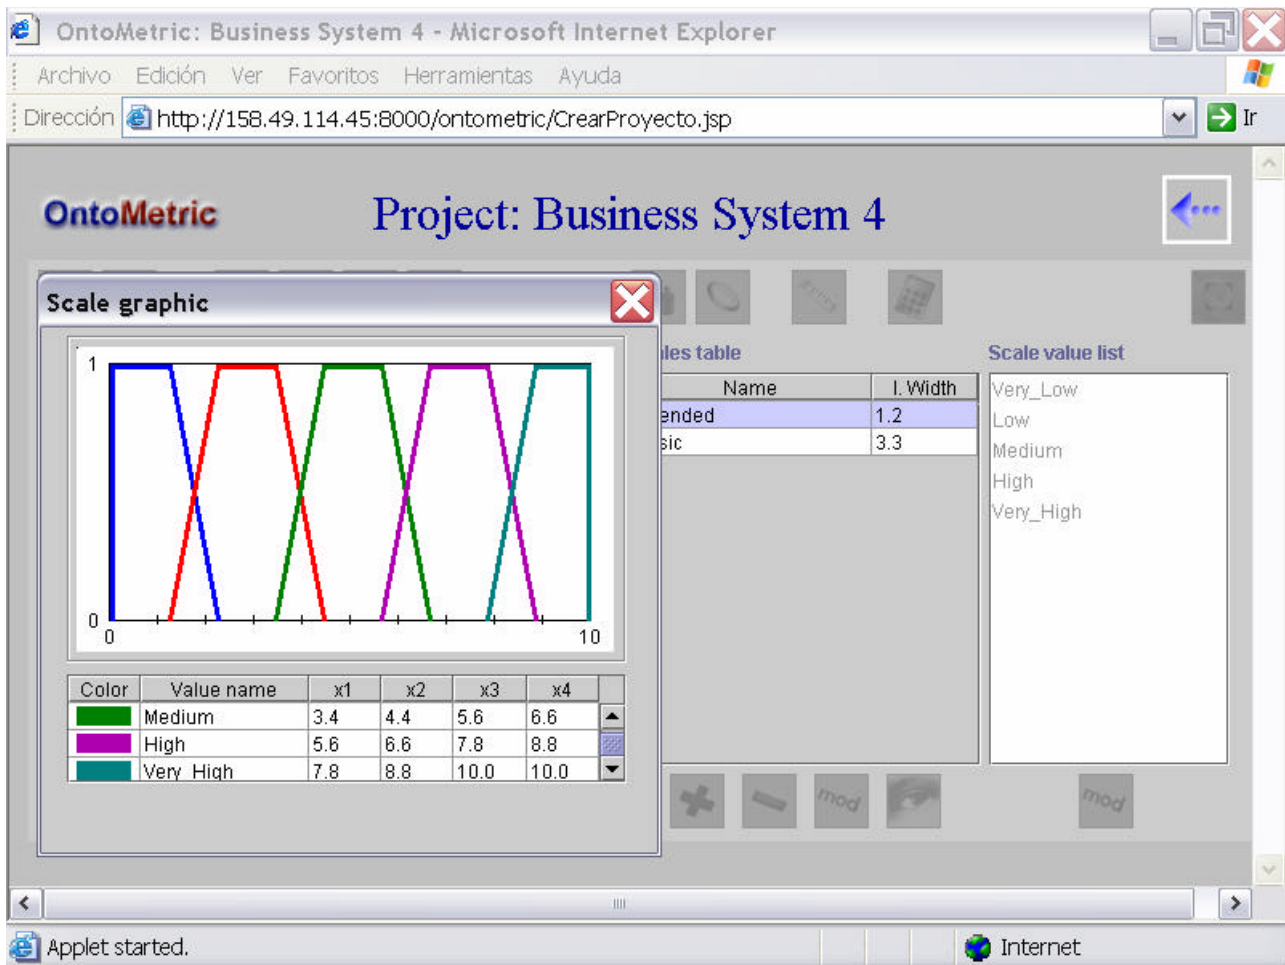 OntoMetric: Business System 4 - Microsoft Internet Explorer
Archivo Edición Ver Favoritos Herramientas Ayuda
Dirección http://158.49.114.45:8000/ontometric/CrearProyecto.jsp Ir
OntoMetric Project: Business System 4
Scale graphic
les table
Scale value list
Name I. Width
ended 1.2
sic 3.3
Very_Low
Low
Medium
High
Very_High
1
0
0 10
Color Value name x1 x2 x3 x4
Medium 3.4 4.4 5.6 6.6
High 5.6 6.6 7.8 8.8
Very_High 7.8 8.8 10.0 10.0
mod
mod
Applet started. Internet